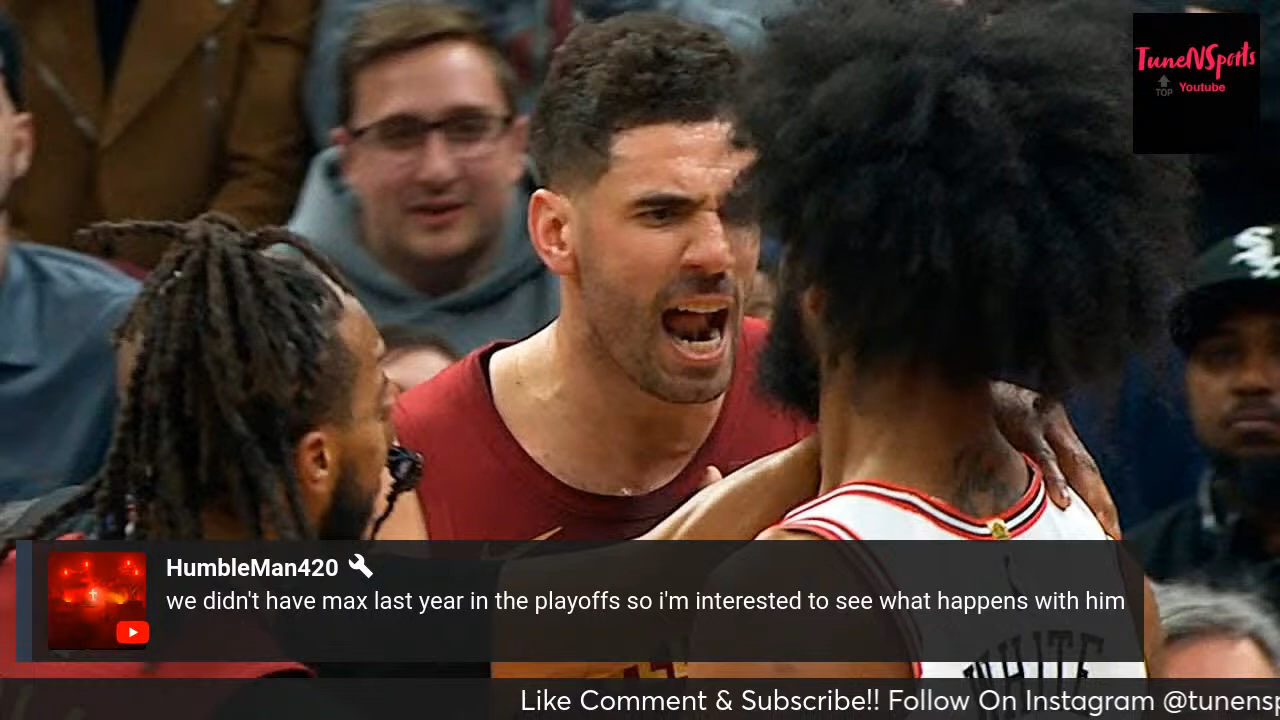 TuneNSports
TOP
Youtube
HumbleMan420
we didn't have max last year in the playoffs so i'm interested to see what happens with him
WHITE
Like Comment & Subscribe!! Follow On Instagram @tunensp